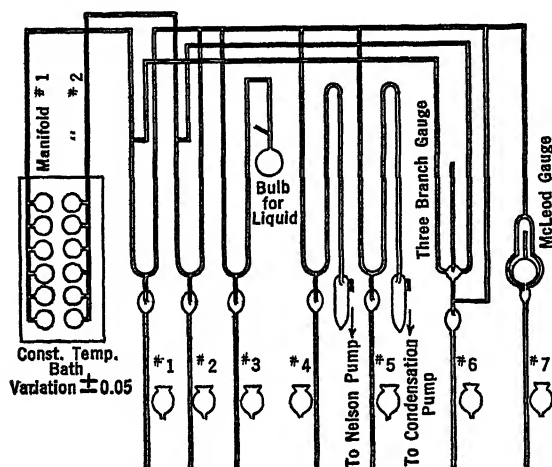 Manifold #1
" #2
Bulb
for
Liquid
Three Branch Gauge
McLeod Gauge
Const. Temp.
Bath
Variation ±0.05
#1
#2
#3
#4
To Nelson Pump
#5
To Condensation
Pump
#6
#7